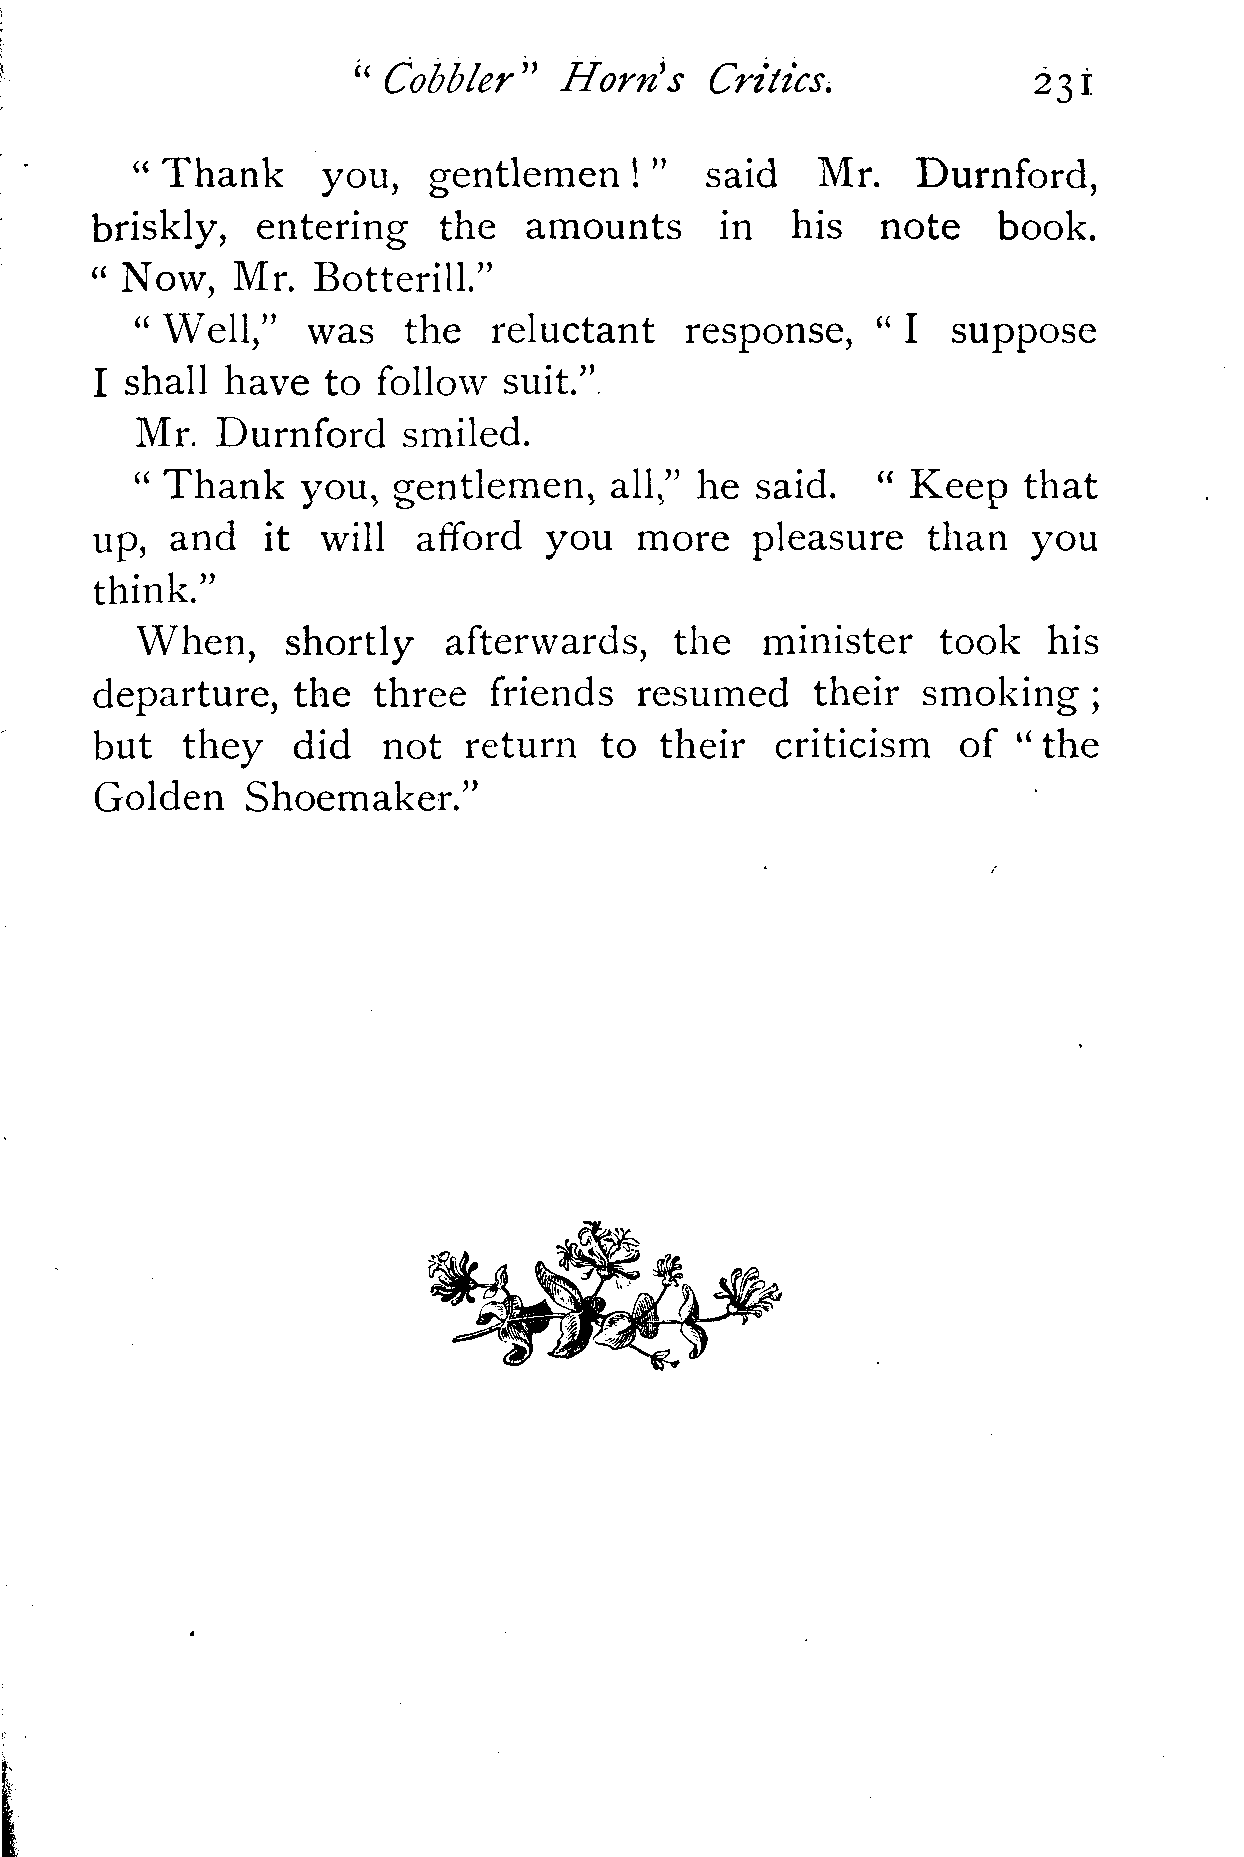 “ Cobbler” Horn's Critics. 231
“ Thank you, gentlemen ! ” said Mr. Durnford,
briskly, entering the amounts in his note book.
“ Now, Mr. Botterill.”
“ Well,” was the reluctant response, “ I suppose
I shall have to follow suit.”
Mr. Durnford smiled.
“ Thank you, gentlemen, all,” he said. “ Keep that
up, and it will afford you more pleasure than you
think.”
When, shortly afterwards, the minister took his
departure, the three friends resumed their smoking ;
but they did not return to their criticism of “ the
Golden Shoemaker.”